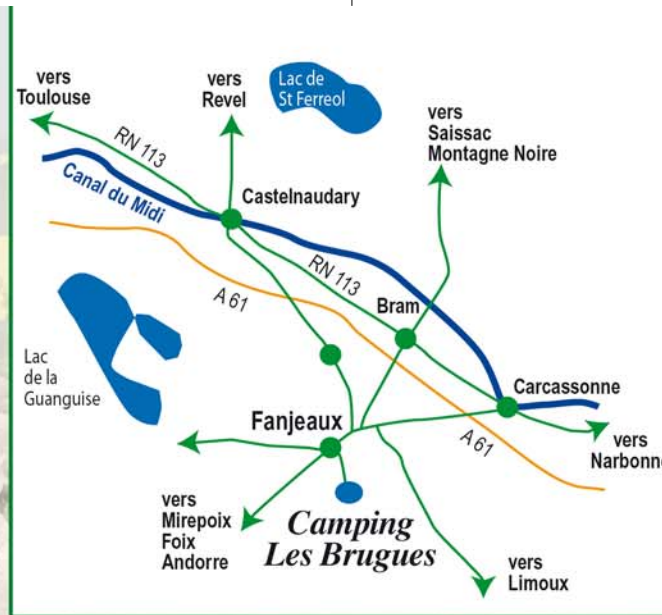 vers
Toulouse
vers
Revel
Lac de
St Ferreol
vers
Saissac
Montagne Noire
RN 113
Canal du Midi
Castelnaudary
RN 113
A 61
Bram
Lac
de la
Guanguise
Carcassonne
Fanjeaux
A 61
vers
Narbonne
vers
Mirepoix
Foix
Andorre
Camping
Les Brugues
vers
Limoux